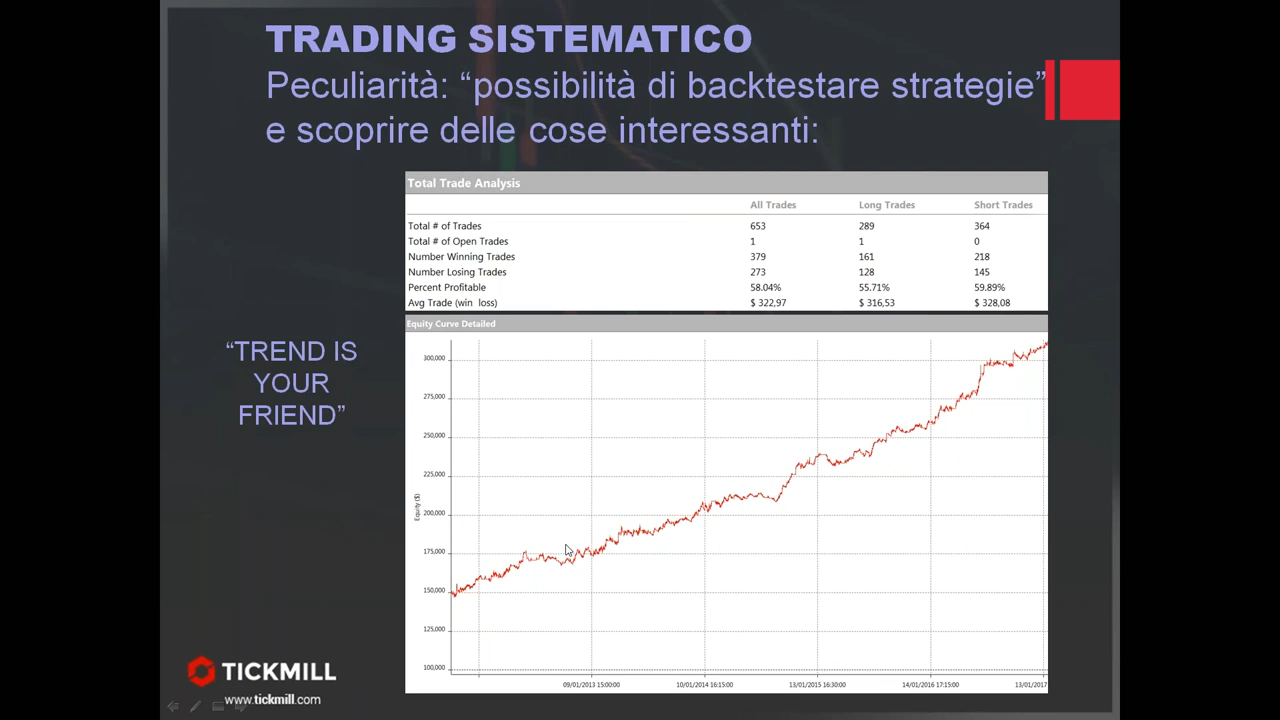 TRADING SISTEMATICO
Peculiarità: “possibilità di backtestare strategie”
e scoprire delle cose interessanti:
Total Trade Analysis
All Trades Long Trades Short Trades
Total # of Trades 653 289 364
Total # of Open Trades 1 1 0
Number Winning Trades 379 161 218
Number Losing Trades 273 128 145
Percent Profitable 58.04% 55.71% 59.89%
Avg Trade (win loss) $ 322,97 $ 316,53 $ 328,08
Equity Curve Detailed
“TREND IS
YOUR
FRIEND”
300,000
275,000
250,000
225,000
200,000
175,000
150,000
125,000
100,000
Equity ($)
09/01/2013 15:00:00 10/01/2014 16:15:00 13/01/2015 16:30:00 14/01/2016 17:15:00 13/01/2017
TICKMILL
www.tickmill.com